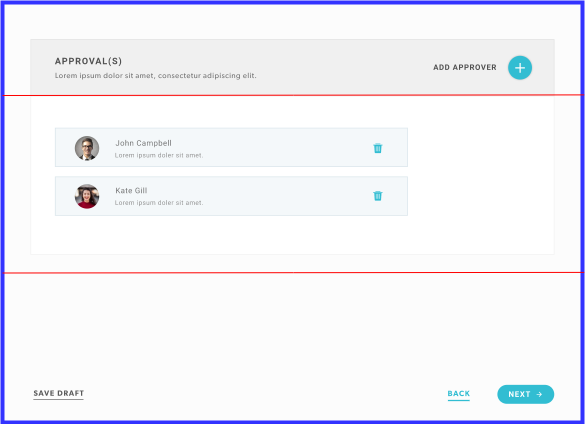 APPROVAL(S)
Lorem ipsum dolor sit amet, consectetur adipiscing elit.
ADD APPROVER
John Campbell
Lorem ipsum doler sit amet.
Kate Gill
Lorem ipsum doler sit amet.
SAVE DRAFT
BACK
NEXT →